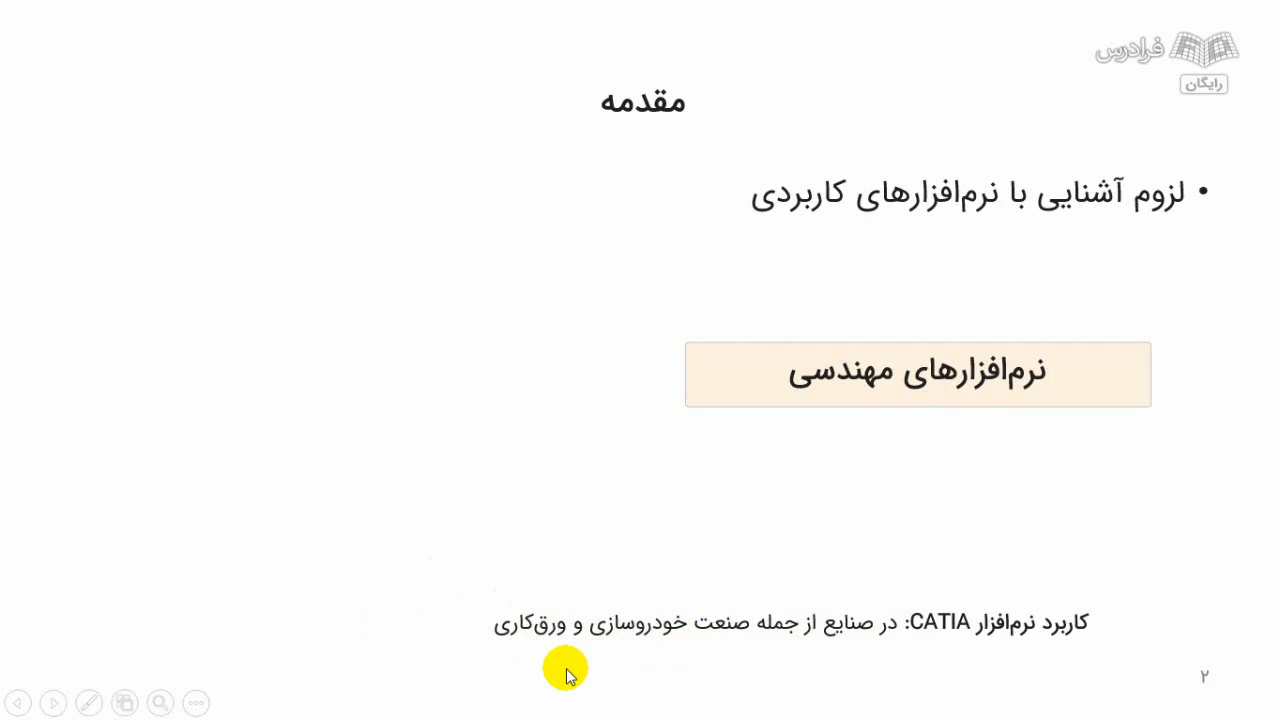 فرادرس
رایگان
مقدمه
• لزوم آشنایی با نرم‌افزارهای کاربردی
نرم‌افزارهای مهندسی
کاربرد نرم‌افزار CATIA: در صنایع از جمله صنعت خودروسازی و ورق‌کاری
۲